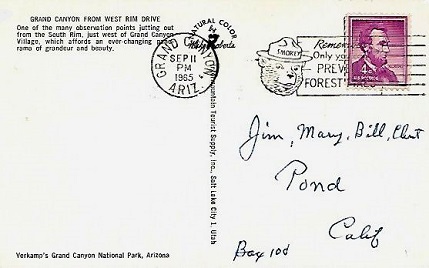 GRAND CANYON FROM WEST RIM DRIVE
One of the many observation points jutting out
from the South Rim, just west of Grand Canyon
Village, which affords an ever-changing
rama of grandeur and beauty.
NATURAL COLOR
GRAND CANYON
SEP 11
PM
1965
ARIZ.
SMOKEY
Only you
PREV
FOREST FIRES
4¢
Mountain Tourist Supply, Inc., Salt Lake City 1, Utah
Jim, Mary, Bill, Clint
Pond
Calif
Box 108
Verkamp's Grand Canyon National Park, Arizona